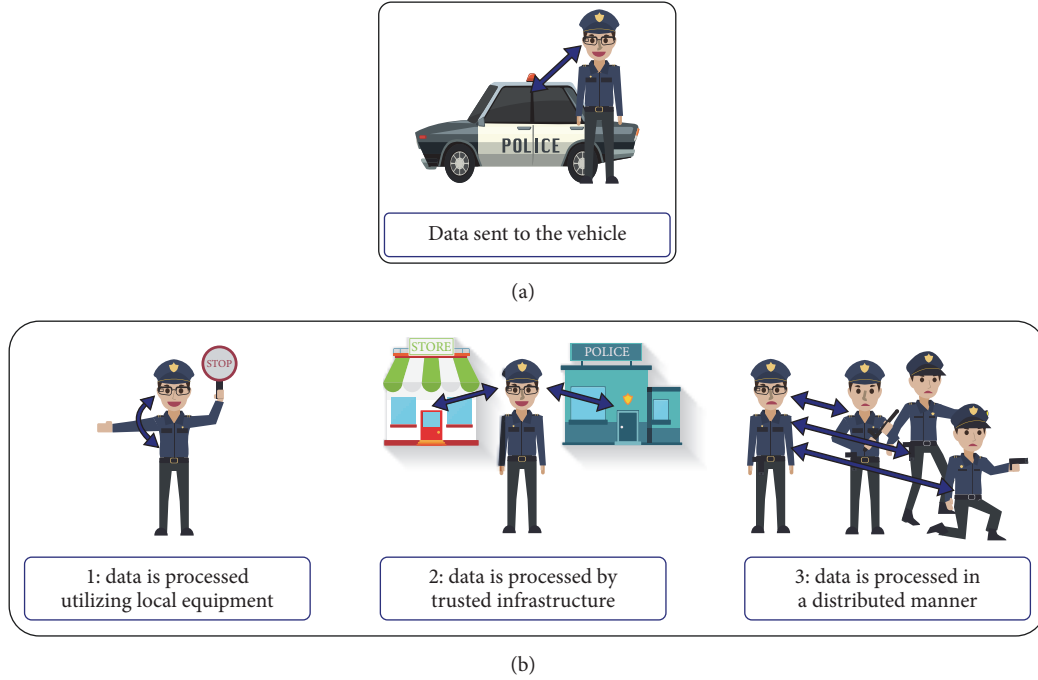 POLICE
Data sent to the vehicle
(a)
STOP
STORE
POLICE
1: data is processed
utilizing local equipment
2: data is processed by
trusted infrastructure
3: data is processed in
a distributed manner
(b)